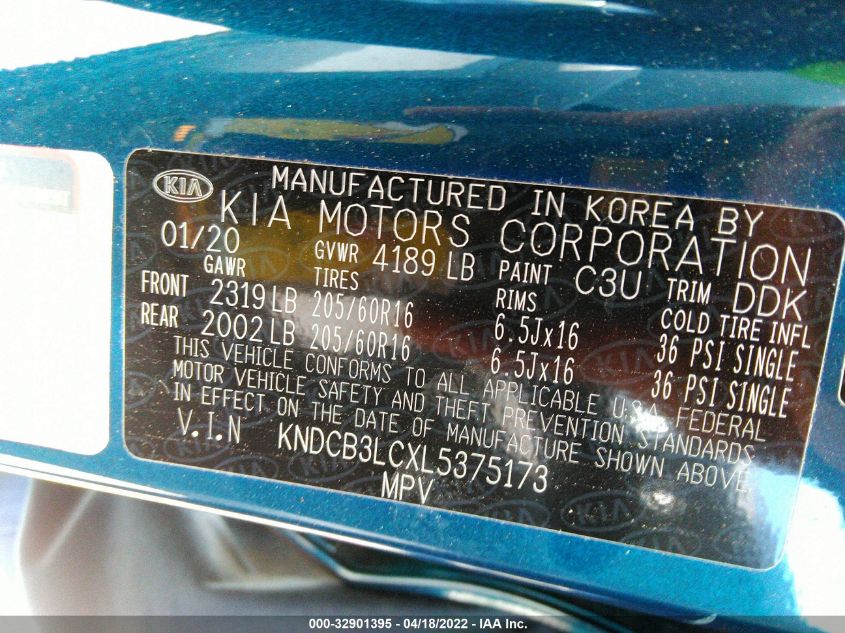 KIA MANUFACTURED IN KOREA BY
KIA MOTORS CORPORATION
01/20 GVWR 4189 LB PAINT C3U TRIM DDK
GAWR TIRES RIMS COLD TIRE INFL
FRONT 2319 LB 205/60R16 6.5Jx16 36 PSI SINGLE
REAR 2002 LB 205/60R16 6.5Jx16 36 PSI SINGLE
THIS VEHICLE CONFORMS TO ALL APPLICABLE U.S.A. FEDERAL
MOTOR VEHICLE SAFETY AND THEFT PREVENTION STANDARDS
IN EFFECT ON THE DATE OF MANUFACTURE SHOWN ABOVE.
V.I.N KNDCB3LCXL5375173
MPV
000-32901395 - 04/18/2022 - IAA Inc.